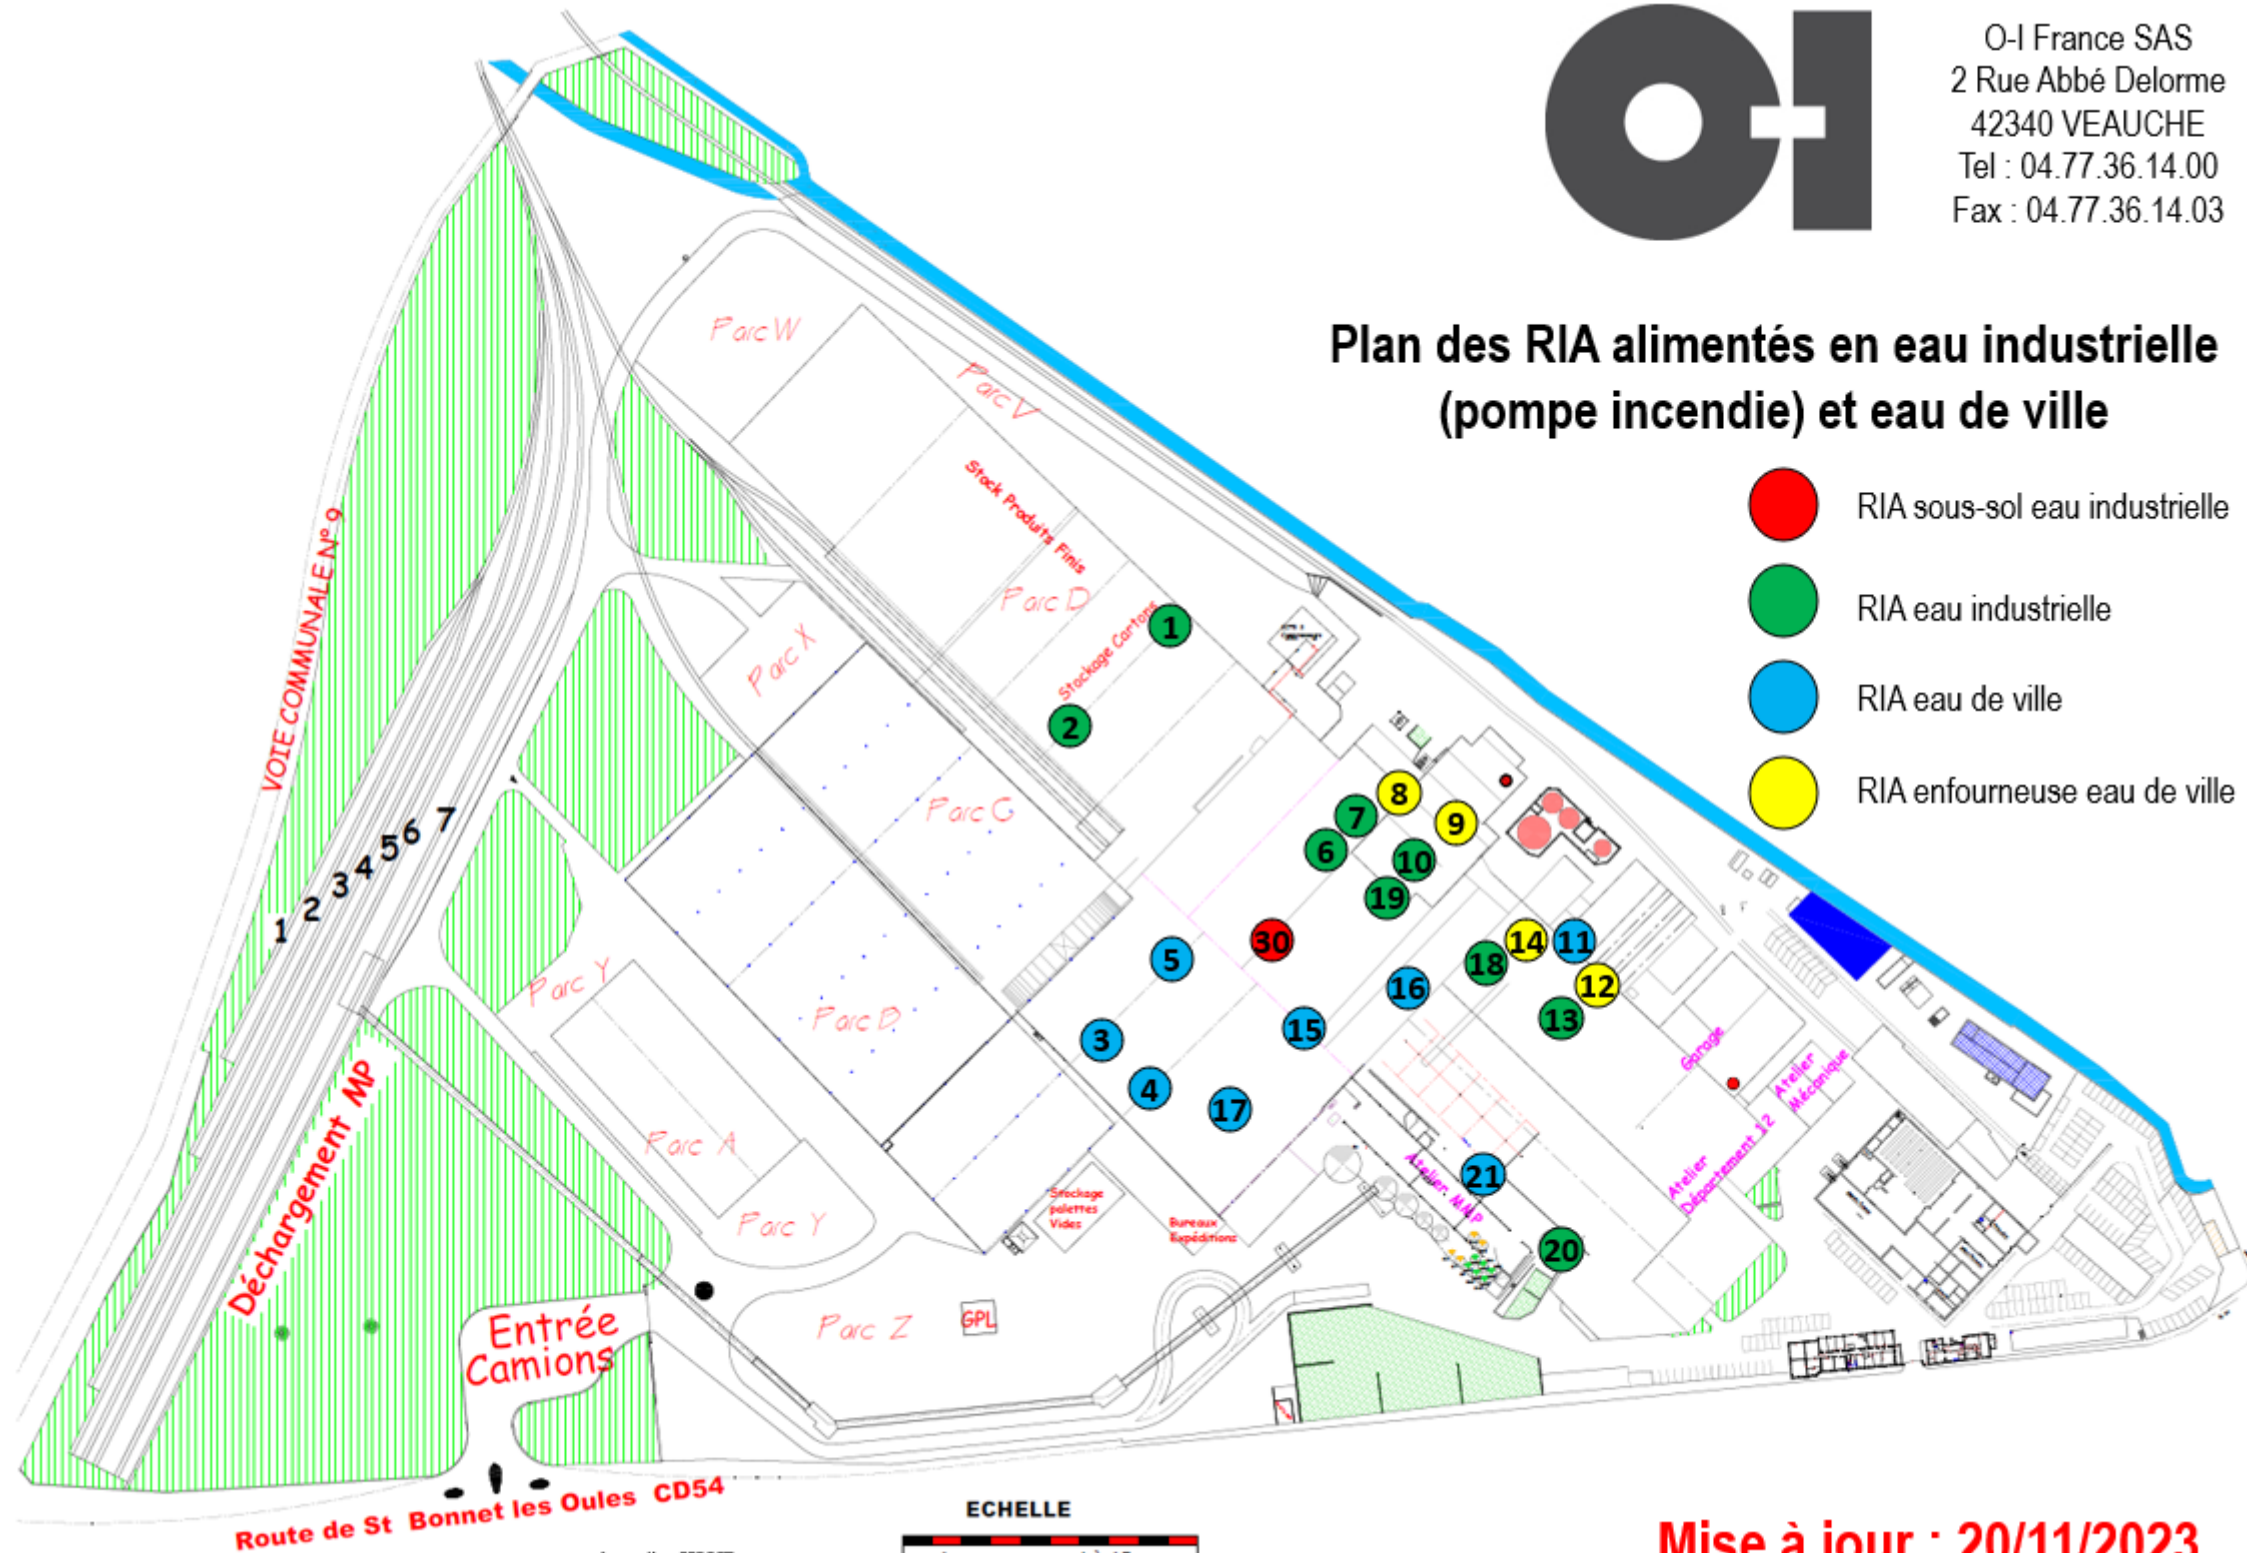 O-I France SAS
2 Rue Abbé Delorme
42340 VEAUCHE
Tel : 04.77.36.14.00
Fax : 04.77.36.14.03
Plan des RIA alimentés en eau industrielle
(pompe incendie) et eau de ville
RIA sous-sol eau industrielle
RIA eau industrielle
RIA eau de ville
RIA enfourneuse eau de ville
Parc W
Parc V
Stock Produits Finis
Parc D
Stockage Cartons
1
2
VOIE COMMUNALE N° 9
Parc X
Parc C
8
7
9
6
10
19
1
2
3
4
5
6
7
30
5
14
11
18
12
16
13
15
3
4
17
Parc Y
Parc B
Garage
Atelier
Mécanique
Atelier
Département 12
Déchargement MP
Parc A
Parc Y
Stockage
palettes
Vides
Bureaux
Expéditions
Atelier MMP
21
20
Entrée
Camions
Parc Z
GPL
Route de St Bonnet les Oules CD54
ECHELLE
Mise à jour : 20/11/2023